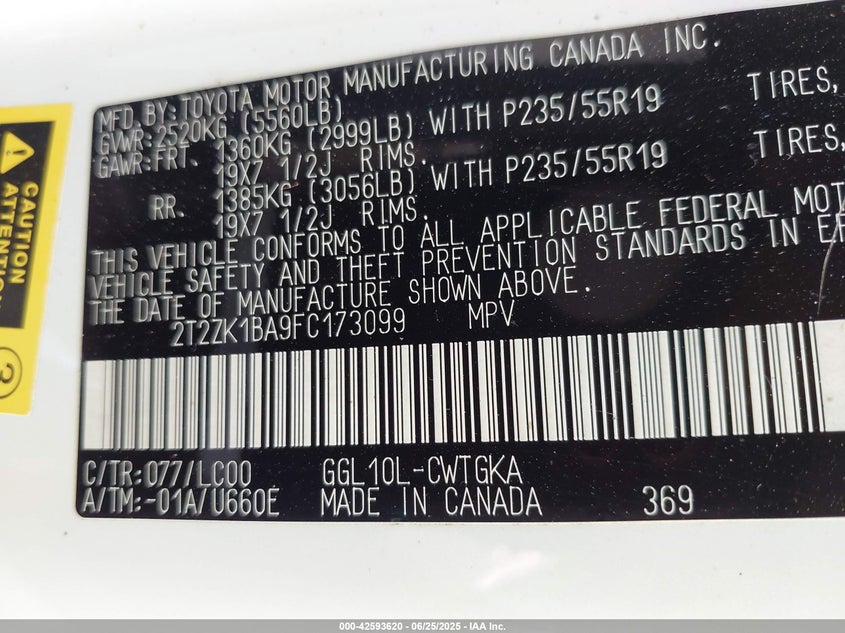 MFD. BY: TOYOTA MOTOR MANUFACTURING CANADA INC.
GVWR: 2520KG (5560LB)
GAWR: FRT. 1360KG (2999LB) WITH P235/55R19 TIRES,
19X7 1/2J RIMS.
RR. 1385KG (3056LB) WITH P235/55R19 TIRES,
19X7 1/2J RIMS.
THIS VEHICLE CONFORMS TO ALL APPLICABLE FEDERAL MOT
VEHICLE SAFETY AND THEFT PREVENTION STANDARDS IN EF
THE DATE OF MANUFACTURE SHOWN ABOVE.
2T2ZK1BA9FC173099 MPV
C/TR: 077/LC00 GGL10L-CWTGKA
A/TM: -01A/U660E MADE IN CANADA 369
CAUTION
ATTENTION
3
000-42593620 - 06/25/2025 - IAA Inc.